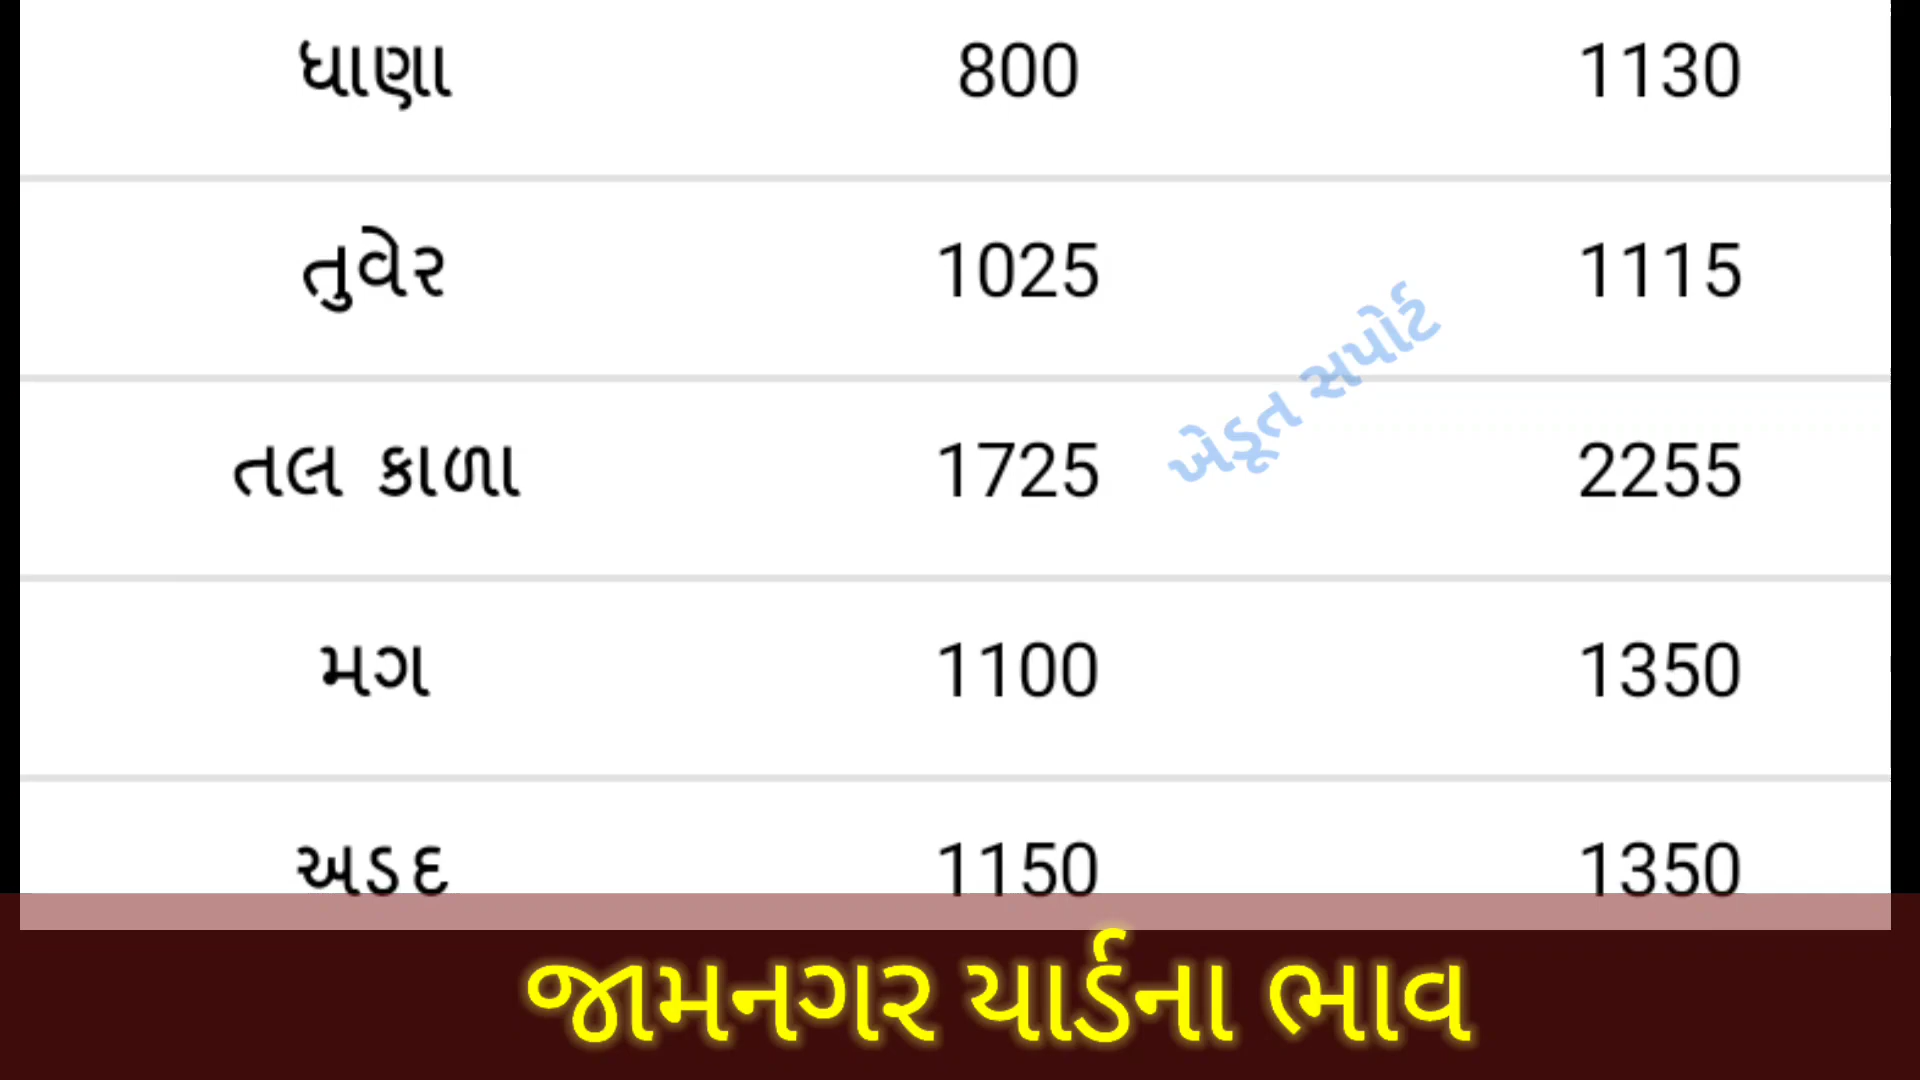 ધાણા 800 1130
તુવેર 1025 1115
ખેડૂત સપોર્ટ
તલ કાળા 1725 2255
મગ 1100 1350
અડદ 1150 1350
જામનગર યાર્ડના ભાવ